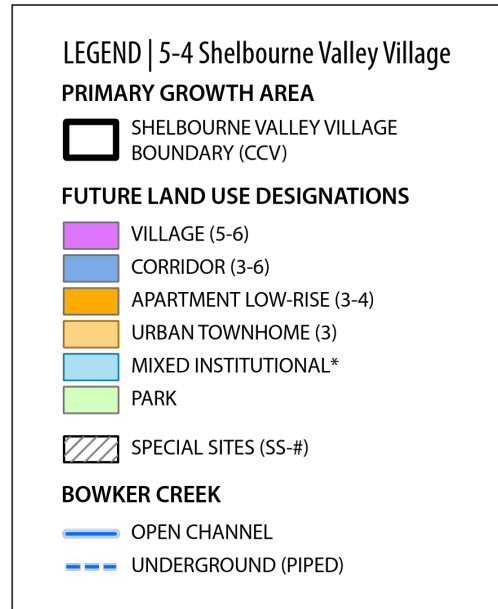 LEGEND | 5-4 Shelbourne Valley Village
PRIMARY GROWTH AREA
SHELBOURNE VALLEY VILLAGE
BOUNDARY (CCV)
FUTURE LAND USE DESIGNATIONS
VILLAGE (5-6)
CORRIDOR (3-6)
APARTMENT LOW-RISE (3-4)
URBAN TOWNHOME (3)
MIXED INSTITUTIONAL*
PARK
SPECIAL SITES (SS-#)
BOWKER CREEK
OPEN CHANNEL
UNDERGROUND (PIPED)